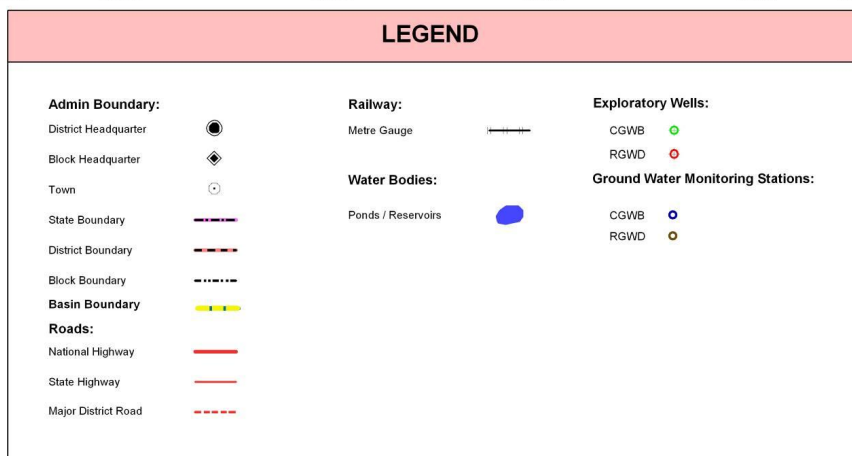 LEGEND
Admin Boundary:
District Headquarter
Block Headquarter
Town
State Boundary
District Boundary
Block Boundary
Basin Boundary
Roads:
National Highway
State Highway
Major District Road
Railway:
Metre Gauge
Water Bodies:
Ponds / Reservoirs
Exploratory Wells:
CGWB
RGWD
Ground Water Monitoring Stations:
CGWB
RGWD